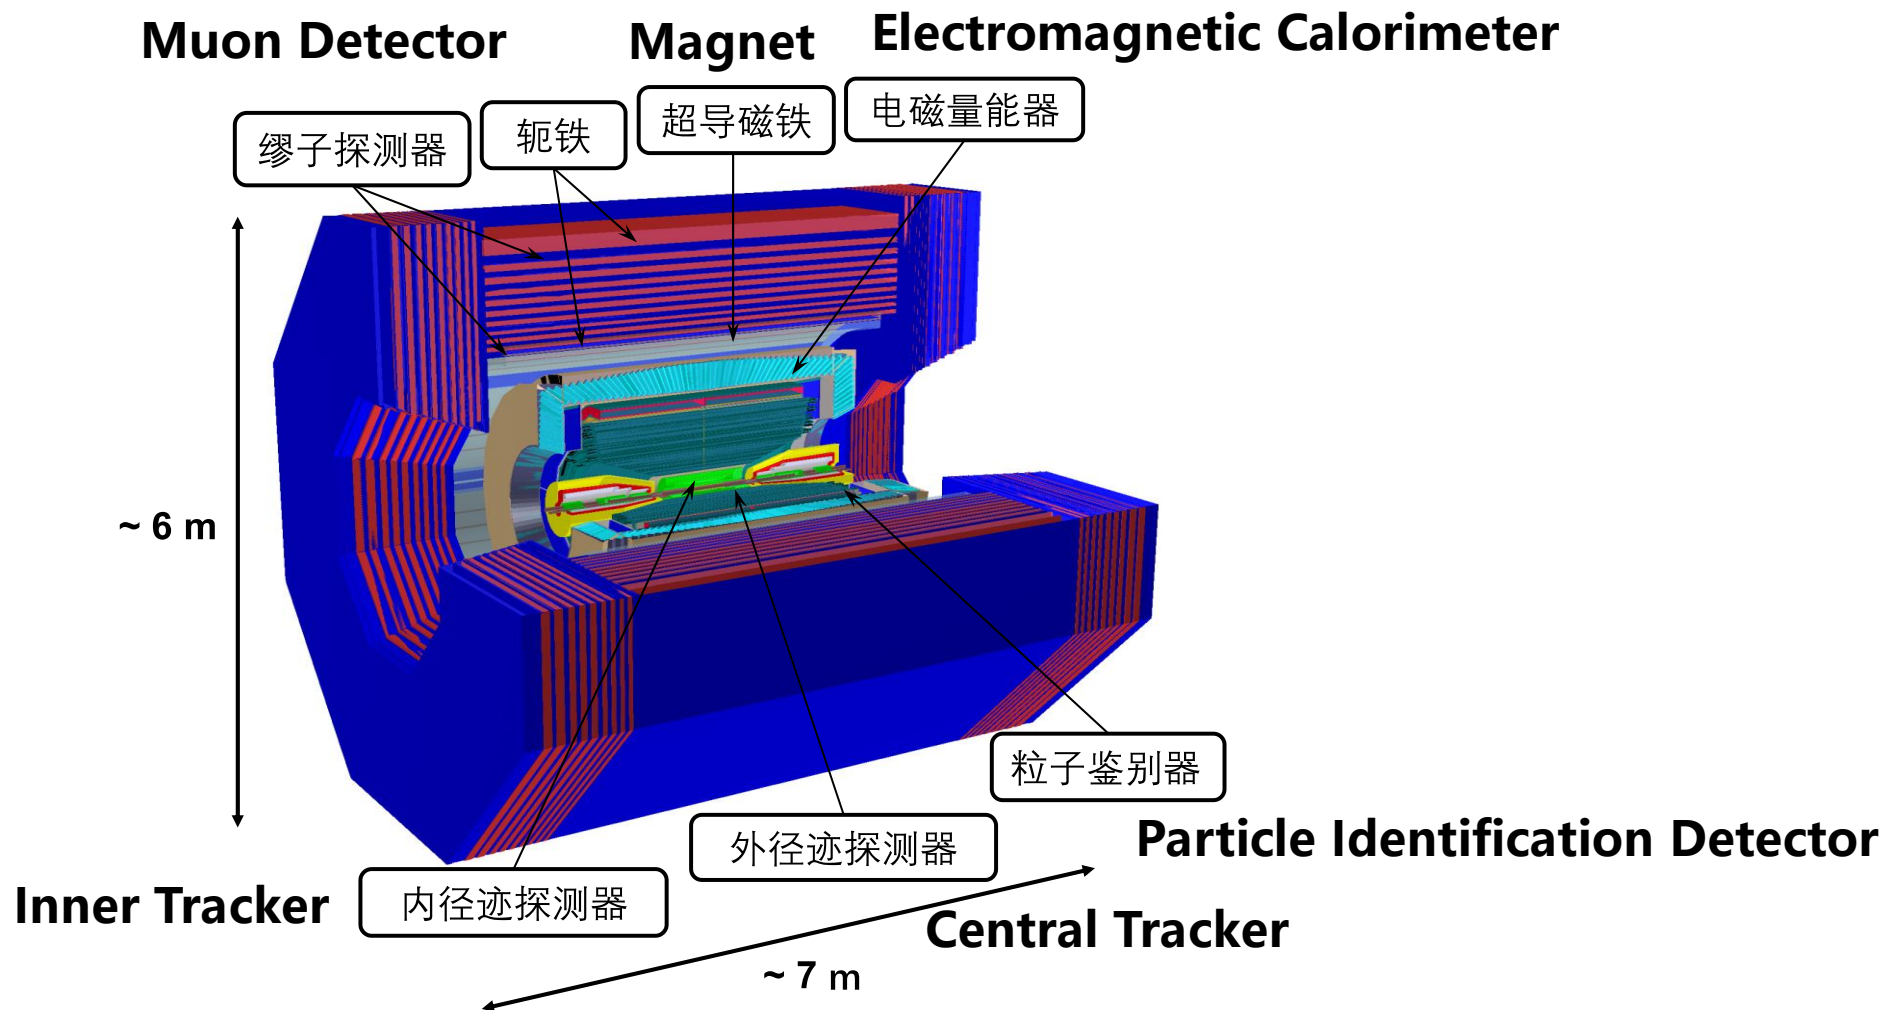 Muon Detector
Magnet
Electromagnetic Calorimeter
缪子探测器
轭铁
超导磁铁
电磁量能器
~ 6 m
粒子鉴别器
Particle Identification Detector
外径迹探测器
Inner Tracker
内径迹探测器
Central Tracker
~ 7 m